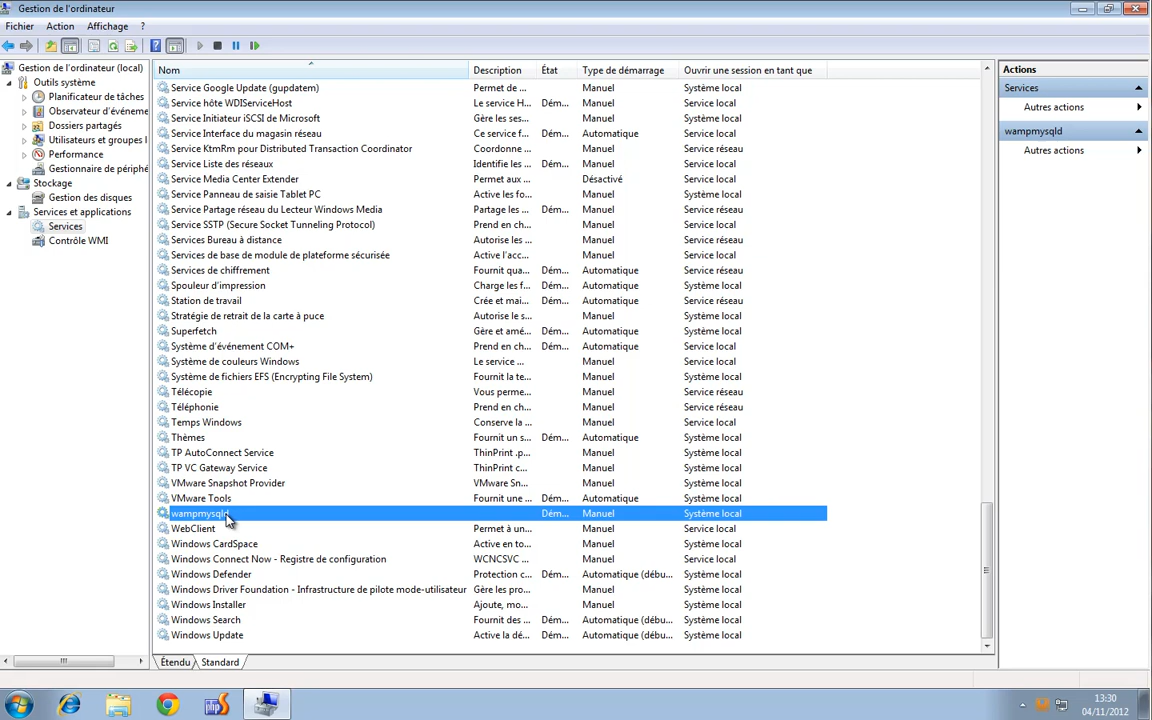 Gestion de l'ordinateur
Fichier Action Affichage ?
Gestion de l'ordinateur (local)
Outils système
Planificateur de tâches
Observateur d'événeme
Dossiers partagés
Utilisateurs et groupes l
Performance
Gestionnaire de périphé
Stockage
Gestion des disques
Services et applications
Services
Contrôle WMI
Nom Description État Type de démarrage Ouvrir une session en tant que
Service Google Update (gupdatem) Permet de ... Manuel Système local
Service hôte WDIServiceHost Le service H... Dém... Manuel Service local
Service Initiateur iSCSI de Microsoft Gère les ses... Manuel Système local
Service Interface du magasin réseau Ce service f... Dém... Automatique Service local
Service KtmRm pour Distributed Transaction Coordinator Coordonne ... Manuel Service réseau
Service Liste des réseaux Identifie les ... Dém... Manuel Service local
Service Media Center Extender Permet aux ... Désactivé Service local
Service Panneau de saisie Tablet PC Active les fo... Manuel Système local
Service Partage réseau du Lecteur Windows Media Partage les ... Dém... Manuel Service réseau
Service SSTP (Secure Socket Tunneling Protocol) Prend en ch... Manuel Service local
Services Bureau à distance Autorise les ... Manuel Service réseau
Services de base de module de plateforme sécurisée Active l'acc... Manuel Service local
Services de chiffrement Fournit qua... Dém... Automatique Service réseau
Spouleur d'impression Charge les f... Dém... Automatique Système local
Station de travail Crée et mai... Dém... Automatique Service réseau
Stratégie de retrait de la carte à puce Autorise le s... Manuel Système local
Superfetch Gère et amé... Dém... Automatique Système local
Système d'événement COM+ Prend en ch... Dém... Automatique Service local
Système de couleurs Windows Le service ... Manuel Service local
Système de fichiers EFS (Encrypting File System) Fournit la te... Manuel Système local
Télécopie Vous perme... Manuel Service réseau
Téléphonie Prend en ch... Manuel Service réseau
Temps Windows Conserve la ... Manuel Service local
Thèmes Fournit un s... Dém... Automatique Système local
TP AutoConnect Service ThinPrint .p... Manuel Système local
TP VC Gateway Service ThinPrint c... Manuel Système local
VMware Snapshot Provider VMware Sn... Manuel Système local
VMware Tools Fournit une ... Dém... Automatique Système local
wampmysqld Dém... Manuel Système local
WebClient Permet à un... Manuel Service local
Windows CardSpace Active en to... Manuel Système local
Windows Connect Now - Registre de configuration WCNCSVC ... Manuel Service local
Windows Defender Protection c... Dém... Automatique (débu... Système local
Windows Driver Foundation - Infrastructure de pilote mode-utilisateur Gère les pro... Manuel Système local
Windows Installer Ajoute, mo... Manuel Système local
Windows Search Fournit des ... Dém... Automatique (débu... Système local
Windows Update Active la dé... Dém... Automatique (débu... Système local
Étendu Standard
Actions
Services
Autres actions
wampmysqld
Autres actions
13:30
04/11/2012